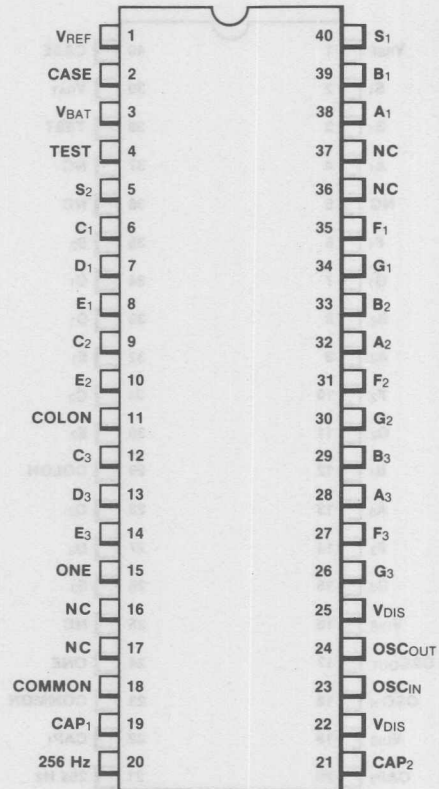 VREF 1 40 S1
CASE 2 39 B1
VBAT 3 38 A1
TEST 4 37 NC
S2 5 36 NC
C1 6 35 F1
D1 7 34 G1
E1 8 33 B2
C2 9 32 A2
E2 10 31 F2
COLON 11 30 G2
C3 12 29 B3
D3 13 28 A3
E3 14 27 F3
ONE 15 26 G3
NC 16 25 VDIS
NC 17 24 OSCOUT
COMMON 18 23 OSCIN
CAP1 19 22 VDIS
256 Hz 20 21 CAP2